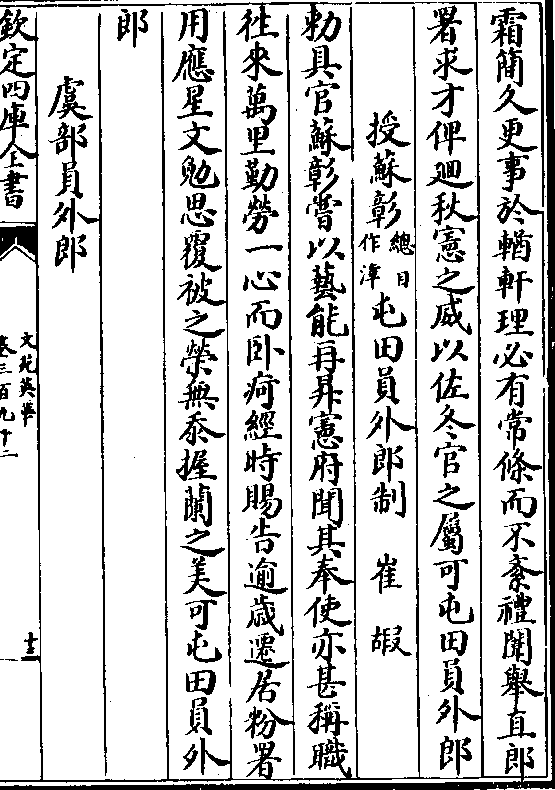 霜簡久更事於輶軒理必有常條而不紊禮闈舉直郎
署求才俾廻秋憲之威以佐冬官之屬可屯田員外郎
授蘇彰總目作漳屯田員外郎制 崔嘏
勅具官蘇彰嘗以藝能再昇憲府聞其奉使亦甚稱職
徃來萬里勤勞一心而卧疴經時賜告逾歲遷居粉署
用應星文勉思覆被之榮無忝握蘭之美可屯田員外
郎
虞部員外郎
欽定四庫全書
文苑英華
卷三百九十二
十三